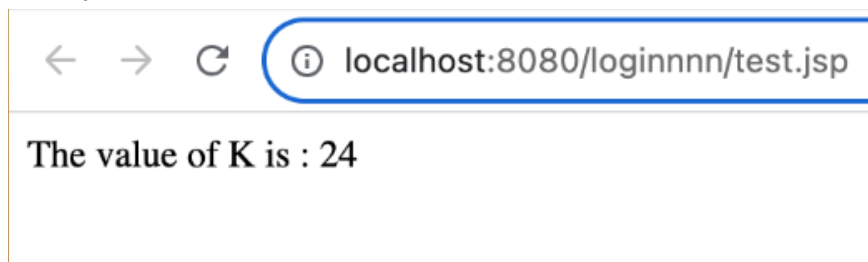 localhost:8080/loginnnn/test.jsp
The value of K is : 24